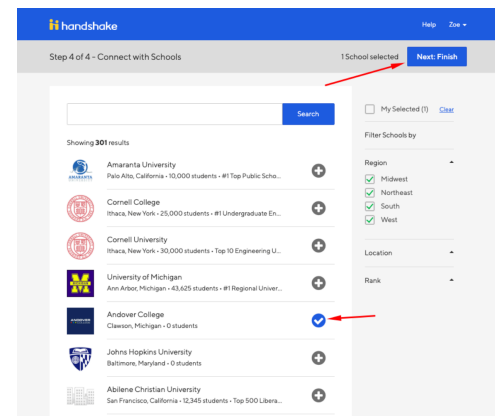 handshake
Help Zoe
Step 4 of 4 - Connect with Schools
1 School selected
Next: Finish
Search
My Selected (1) Clear
Filter Schools by
Showing 301 results
Region
Midwest
Northeast
South
West
Location
Rank
Amaranta University
Palo Alto, California • 10,000 students • #1 Top Public Scho...
AMARANTA
Cornell College
Ithaca, New York • 25,000 students • #1 Undergraduate En...
Cornell University
Ithaca, New York • 30,000 students • Top 10 Engineering U...
University of Michigan
Ann Arbor, Michigan • 43,625 students • #1 Regional Univer...
Andover College
Clawson, Michigan • 0 students
ANDOVER
Johns Hopkins University
Baltimore, Maryland • 0 students
Abilene Christian University
San Francisco, California • 12,345 students • Top 500 Libera...